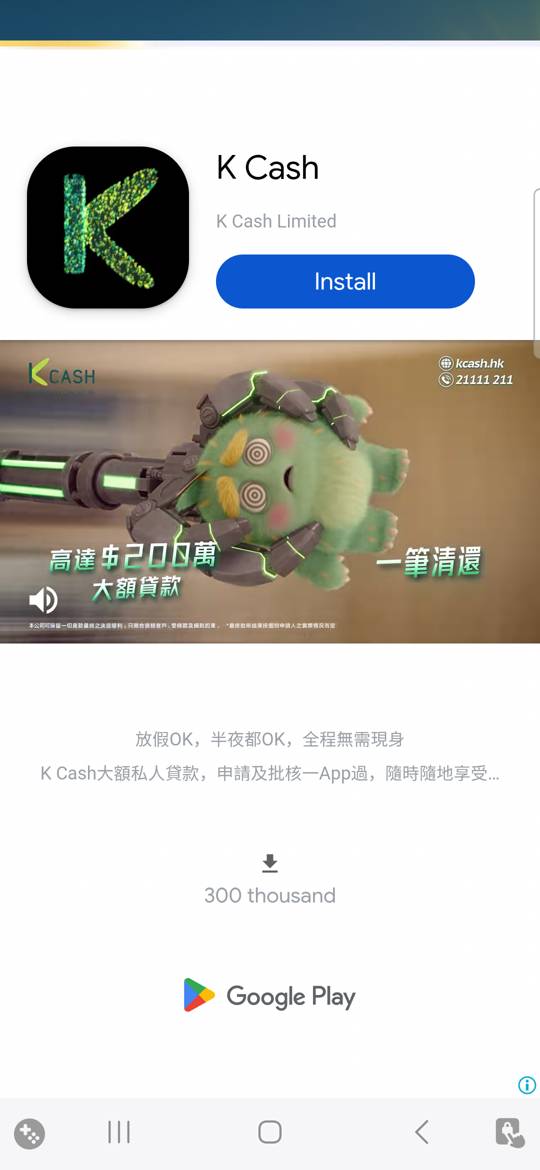 K Cash
K Cash Limited
Install
K CASH
kcash.hk
21111 211
高達$200萬
大額貸款
一筆清還
放假OK，半夜都OK，全程無需現身
K Cash大額私人貸款，申請及批核一App過，隨時隨地享受...
300 thousand
Google Play